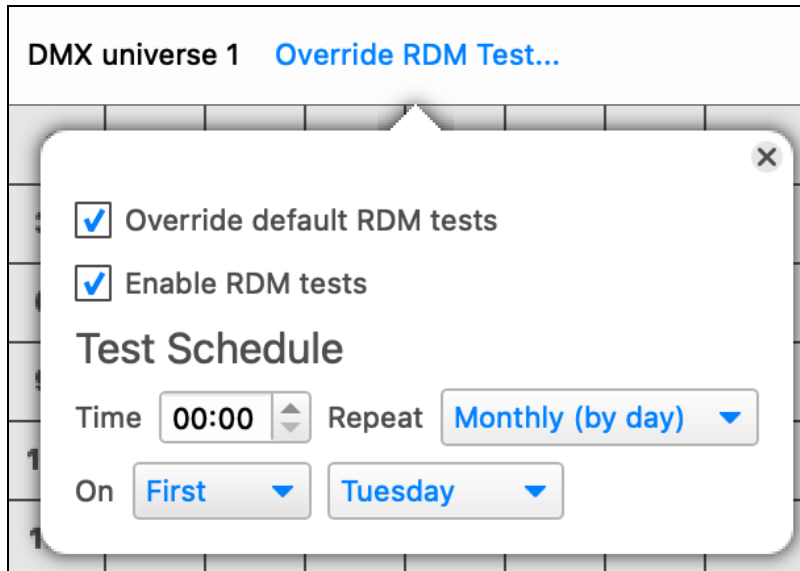 DMX universe 1 Override RDM Test...
Override default RDM tests
Enable RDM tests
Test Schedule
Time 00:00 Repeat Monthly (by day)
On First Tuesday